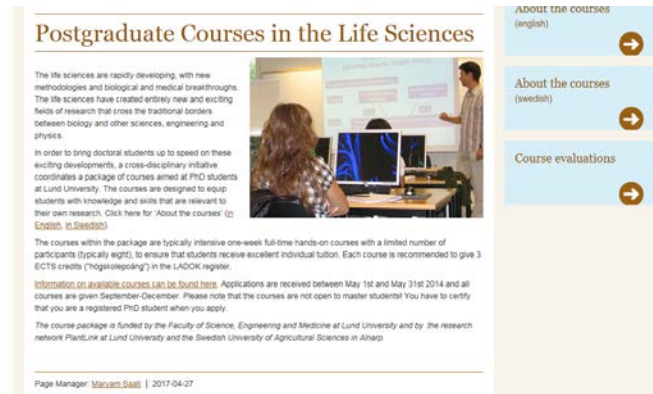 Postgraduate Courses in the Life Sciences
The life sciences are rapidly developing, with new
methodologies and biological and medical breakthroughs.
The life sciences have created entirely new and exciting
fields of research that cross the traditional borders
between biology and other sciences, engineering and
physics.
In order to bring doctoral students up to speed on these
exciting developments, a cross-disciplinary initiative
coordinates a package of courses aimed at PhD students
at Lund University. The courses are designed to equip
students with knowledge and skills that are relevant to
their own research. Click here for 'About the courses' (in
English, in Swedish).
The courses within the package are typically intensive one-week full-time hands-on courses with a limited number of
participants (typically eight), to ensure that students receive excellent individual tuition. Each course is recommended to give 3
ECTS credits ("högskolepoäng") in the LADOK register.
Information on available courses can be found here. Applications are received between May 1st and May 31st 2014 and all
courses are given September-December. Please note that the courses are not open to master students! You have to certify
that you are a registered PhD student when you apply.
The course package is funded by the Faculty of Science, Engineering and Medicine at Lund University and by the research
network PlantLink at Lund University and the Swedish University of Agricultural Sciences in Alnarp.
Page Manager: Maryam Saati | 2017-04-27
About the courses
(english)
About the courses
(swedish)
Course evaluations